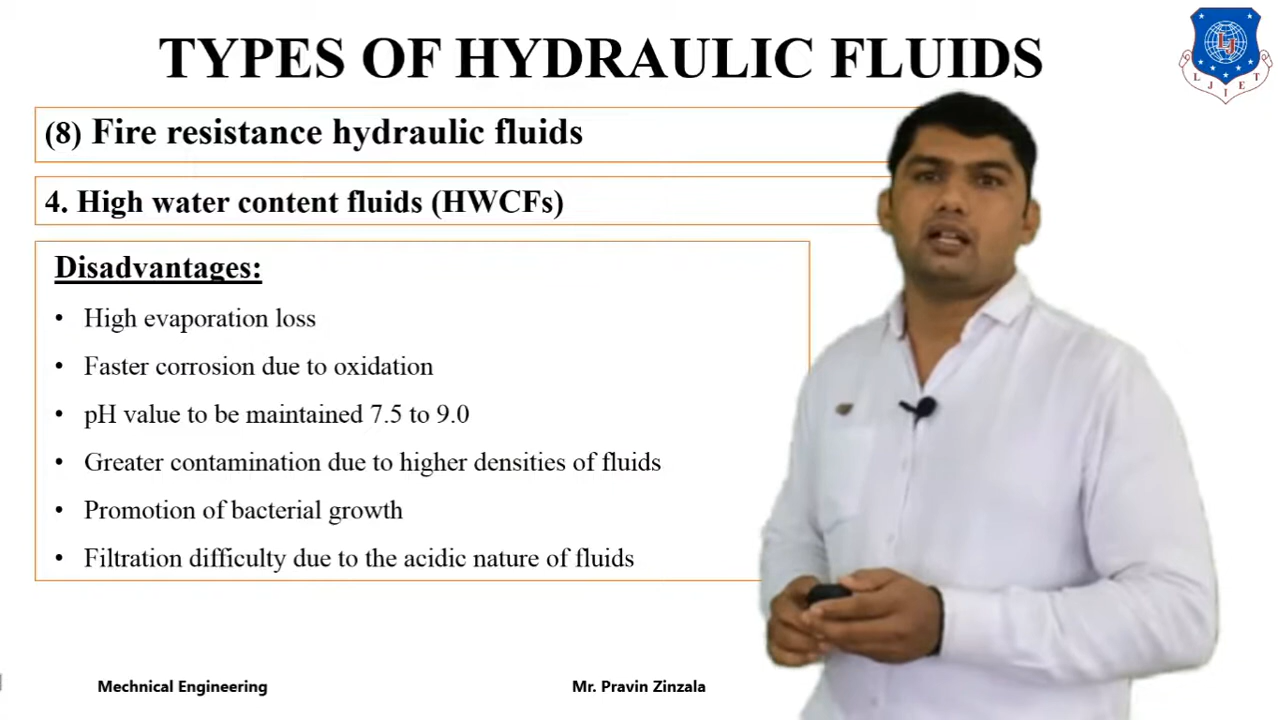 TYPES OF HYDRAULIC FLUIDS
LJ
LJIET
(8) Fire resistance hydraulic fluids
4. High water content fluids (HWCFs)
Disadvantages:
• High evaporation loss
• Faster corrosion due to oxidation
• pH value to be maintained 7.5 to 9.0
• Greater contamination due to higher densities of fluids
• Promotion of bacterial growth
• Filtration difficulty due to the acidic nature of fluids
Mechnical Engineering
Mr. Pravin Zinzala